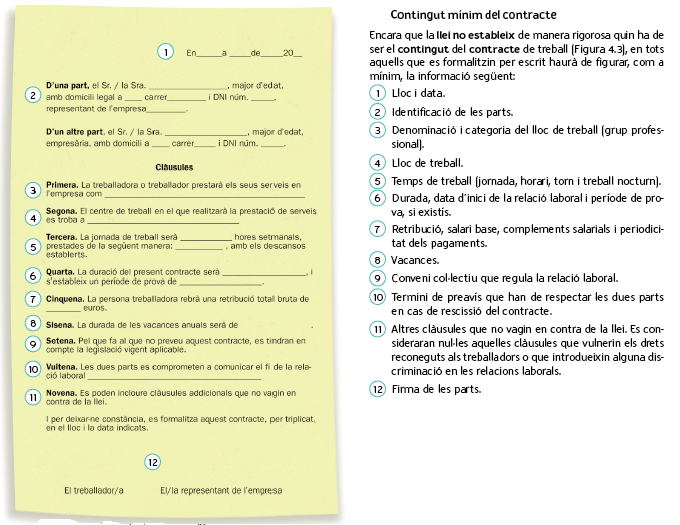 1 En______a _____de_____20__
2
D'una part, el Sr. / la Sra. __________________, major d'edat,
amb domicili legal a ____ carrer_________ i DNI núm. _____,
representant de l'empresa_________.
D'un altre part, el Sr. / la Sra. ___________________, major d'edat,
empresària, amb domicili a ____ carrer_____ i DNI núm. _____.
Clàusules
3 Primera. La treballadora o treballador prestarà els seus serveis en
l'empresa com ______________________________________________
4 Segona. El centre de treball en el que realitzarà la prestació de serveis
es troba a ___________________________________
5 Tercera. La jornada de treball serà ____________ hores setmanals,
prestades de la següent manera: ___________ , amb els descansos
establerts.
6 Quarta. La duració del present contracte serà ___________________, i
s'estableix un període de prova de ___________________.
7 Cinquena. La persona treballadora rebrà una retribució total bruta de
________ euros.
8 Sisena. La durada de les vacances anuals serà de .
9 Setena. Pel que fa al que no preveu aquest contracte, es tindran en
compte la legislació vigent aplicable.
10 Vuitena. Les dues parts es comprometen a comunicar el fi de la rela-
ció laboral ________________________________________
11 Novena. Es poden incloure clàusules addicionals que no vagin en
contra de la llei.
I per deixar-ne constància, es formalitza aquest contracte, per triplicat,
en el lloc i la data indicats.
12
El treballador/a El/la representant de l'empresa
Contingut mínim del contracte
Encara que la llei no estableix de manera rigorosa quin ha de
ser el contingut del contracte de treball (Figura 4.3), en tots
aquells que es formalitzin per escrit haurà de figurar, com a
mínim, la informació següent:
1 Lloc i data.
2 Identificació de les parts.
3 Denominació i categoria del lloc de treball (grup profes-
sional).
4 Lloc de treball.
5 Temps de treball (jornada, horari, torn i treball nocturn).
6 Durada, data d'inici de la relació laboral i període de pro-
va, si existís.
7 Retribució, salari base, complements salarials i periodici-
tat dels pagaments.
8 Vacances.
9 Conveni col·lectiu que regula la relació laboral.
10 Termini de preavís que han de respectar les dues parts
en cas de rescissió del contracte.
11 Altres clàusules que no vagin en contra de la llei. Es con-
sideraran nul·les aquelles clàusules que vulnerin els drets
reconeguts als treballadors o que introdueixin alguna dis-
criminació en les relacions laborals.
12 Firma de les parts.